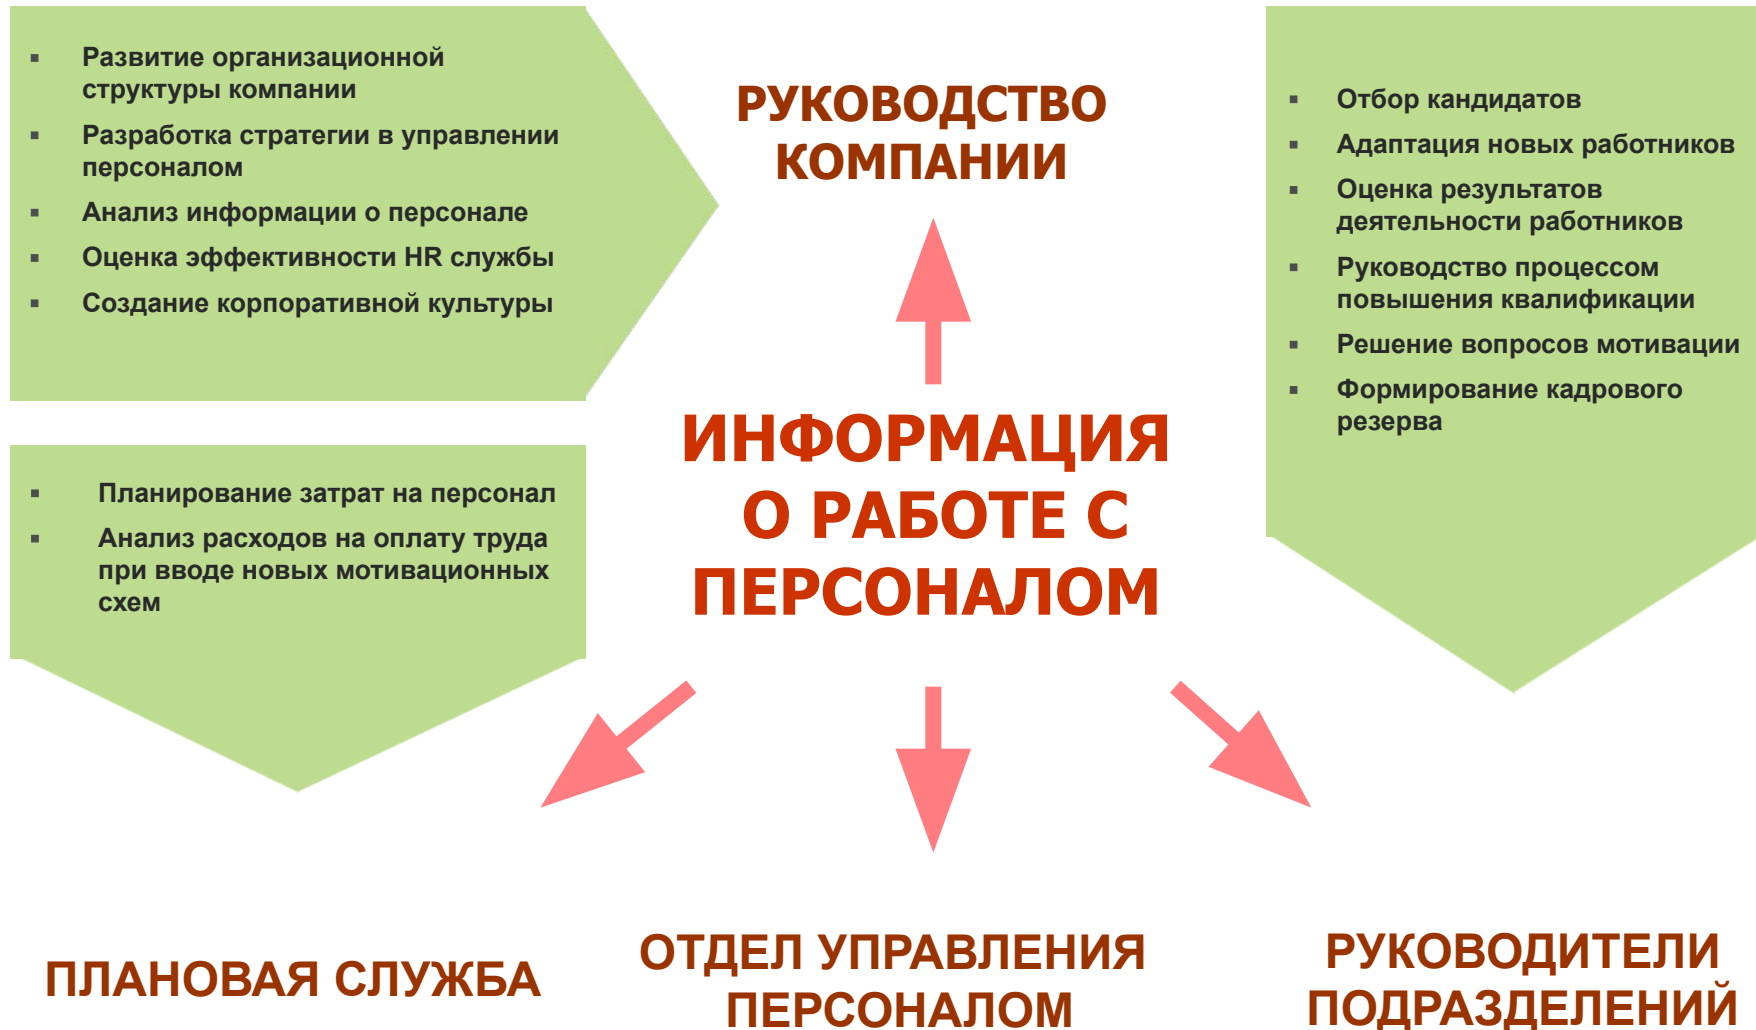 Развитие организационной
структуры компании
Разработка стратегии в управлении
персоналом
Анализ информации о персонале
Оценка эффективности HR службы
Создание корпоративной культуры
РУКОВОДСТВО
КОМПАНИИ
Отбор кандидатов
Адаптация новых работников
Оценка результатов
деятельности работников
Руководство процессом
повышения квалификации
Решение вопросов мотивации
Формирование кадрового
резерва
ИНФОРМАЦИЯ
О РАБОТЕ С
ПЕРСОНАЛОМ
Планирование затрат на персонал
Анализ расходов на оплату труда
при вводе новых мотивационных
схем
ПЛАНОВАЯ СЛУЖБА
ОТДЕЛ УПРАВЛЕНИЯ
ПЕРСОНАЛОМ
РУКОВОДИТЕЛИ
ПОДРАЗДЕЛЕНИЙ